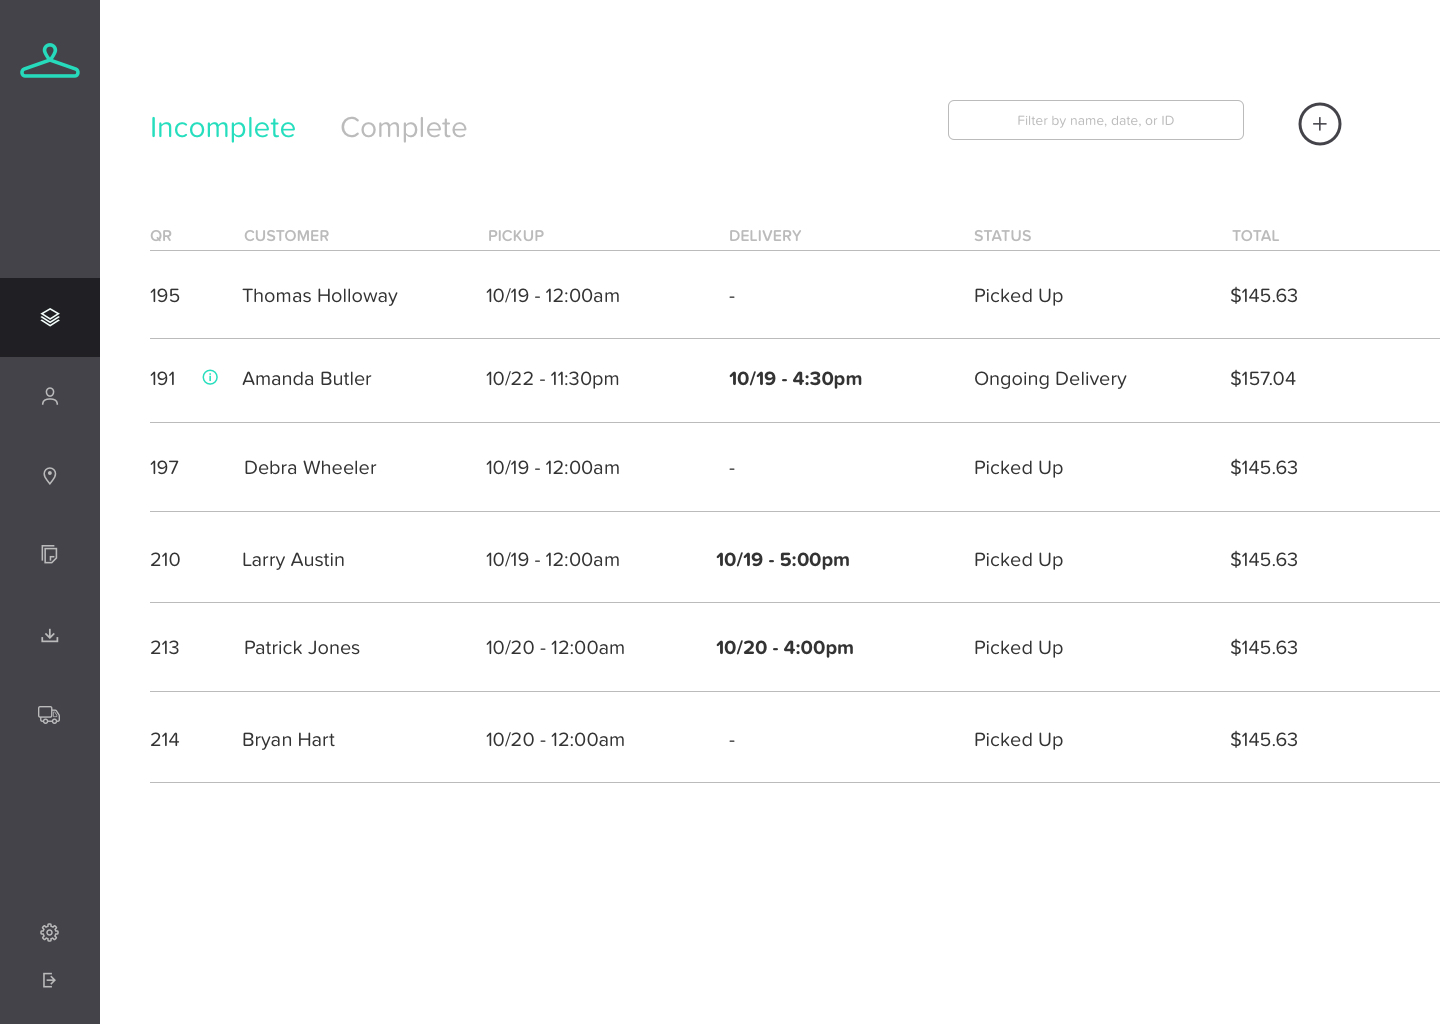 Incomplete Complete Filter by name, date, or ID
QR CUSTOMER PICKUP DELIVERY STATUS TOTAL
195 Thomas Holloway 10/19 - 12:00am - Picked Up $145.63
191 Amanda Butler 10/22 - 11:30pm 10/19 - 4:30pm Ongoing Delivery $157.04
197 Debra Wheeler 10/19 - 12:00am - Picked Up $145.63
210 Larry Austin 10/19 - 12:00am 10/19 - 5:00pm Picked Up $145.63
213 Patrick Jones 10/20 - 12:00am 10/20 - 4:00pm Picked Up $145.63
214 Bryan Hart 10/20 - 12:00am - Picked Up $145.63